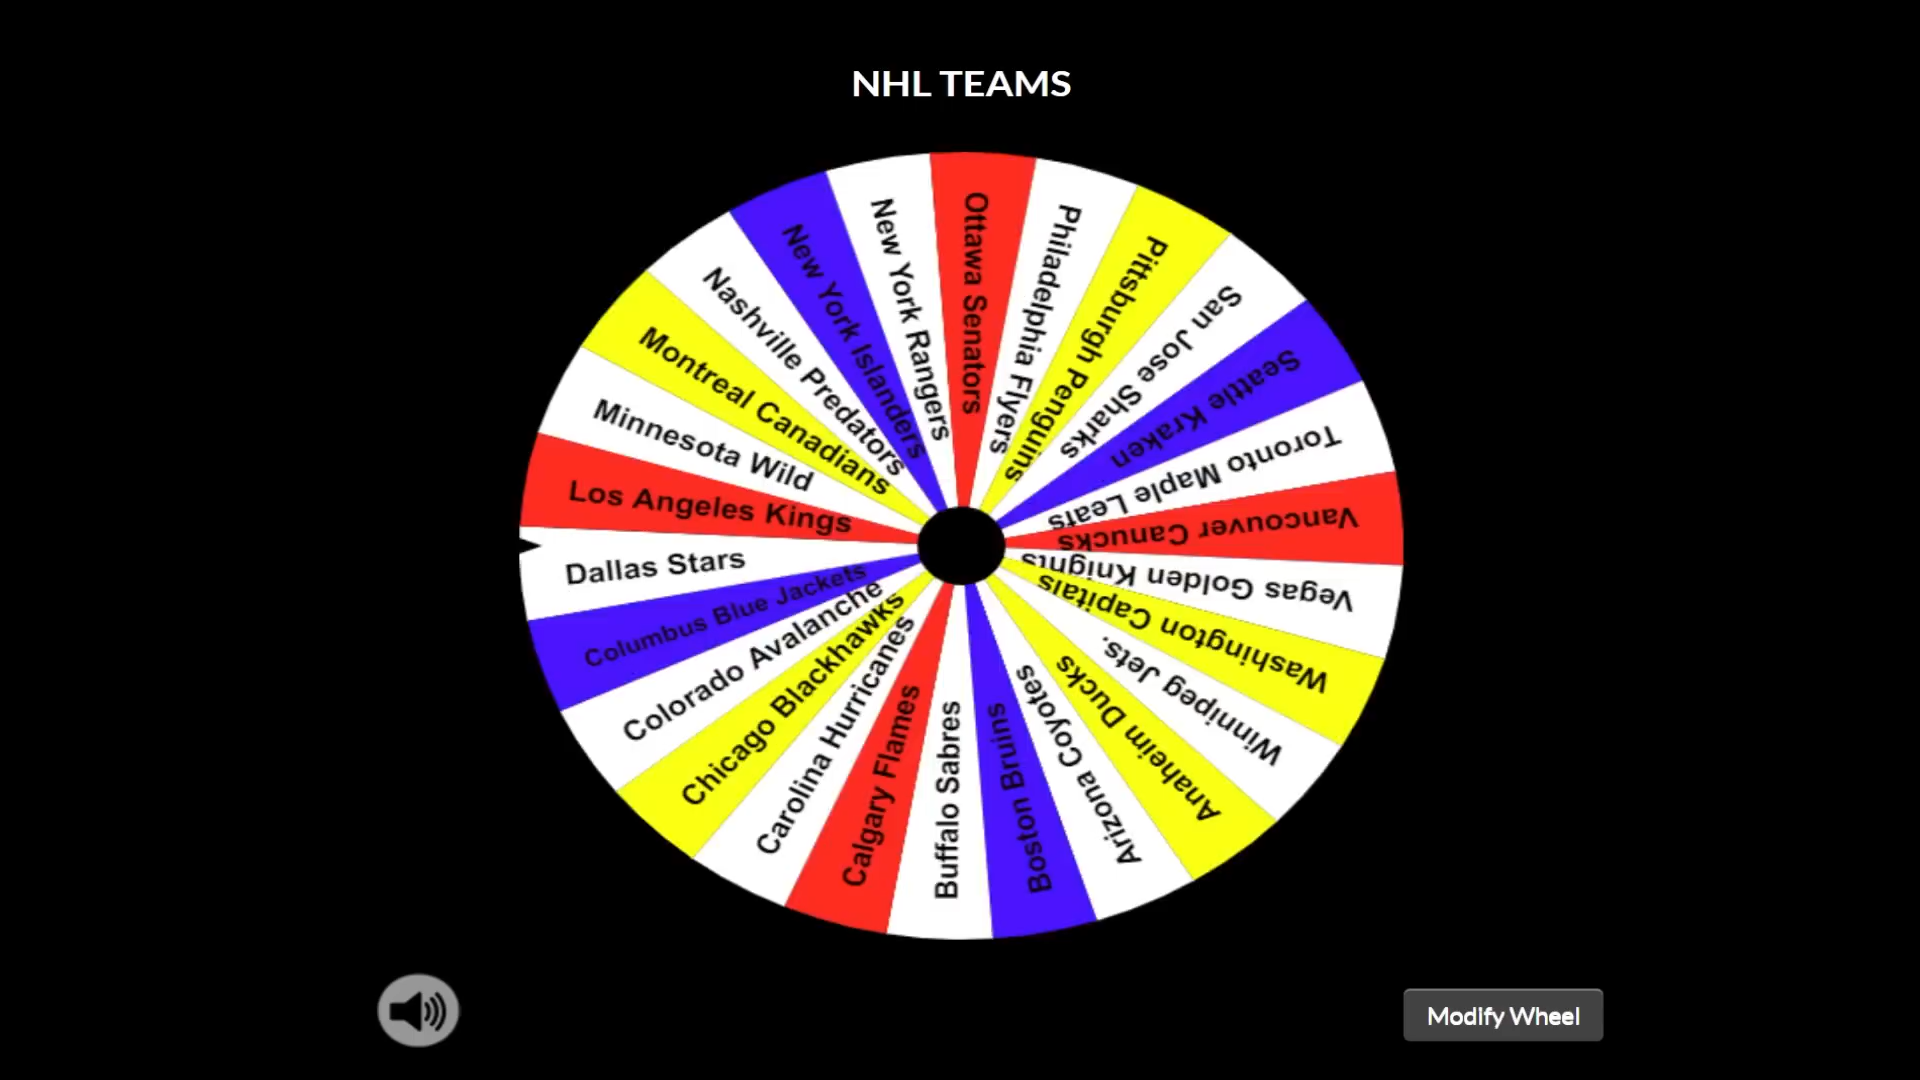 NHL TEAMS
Ottawa Senators
Philadelphia Flyers
Pittsburgh Penguins
San Jose Sharks
Seattle Kraken
Toronto Maple Leafs
Vancouver Canucks
Vegas Golden Knights
Washington Capitals
Winnipeg Jets.
Anaheim Ducks
Arizona Coyotes
Boston Bruins
Buffalo Sabres
Calgary Flames
Carolina Hurricanes
Chicago Blackhawks
Colorado Avalanche
Columbus Blue Jackets
Dallas Stars
Los Angeles Kings
Minnesota Wild
Montreal Canadians
Nashville Predators
New York Islanders
New York Rangers
Modify Wheel